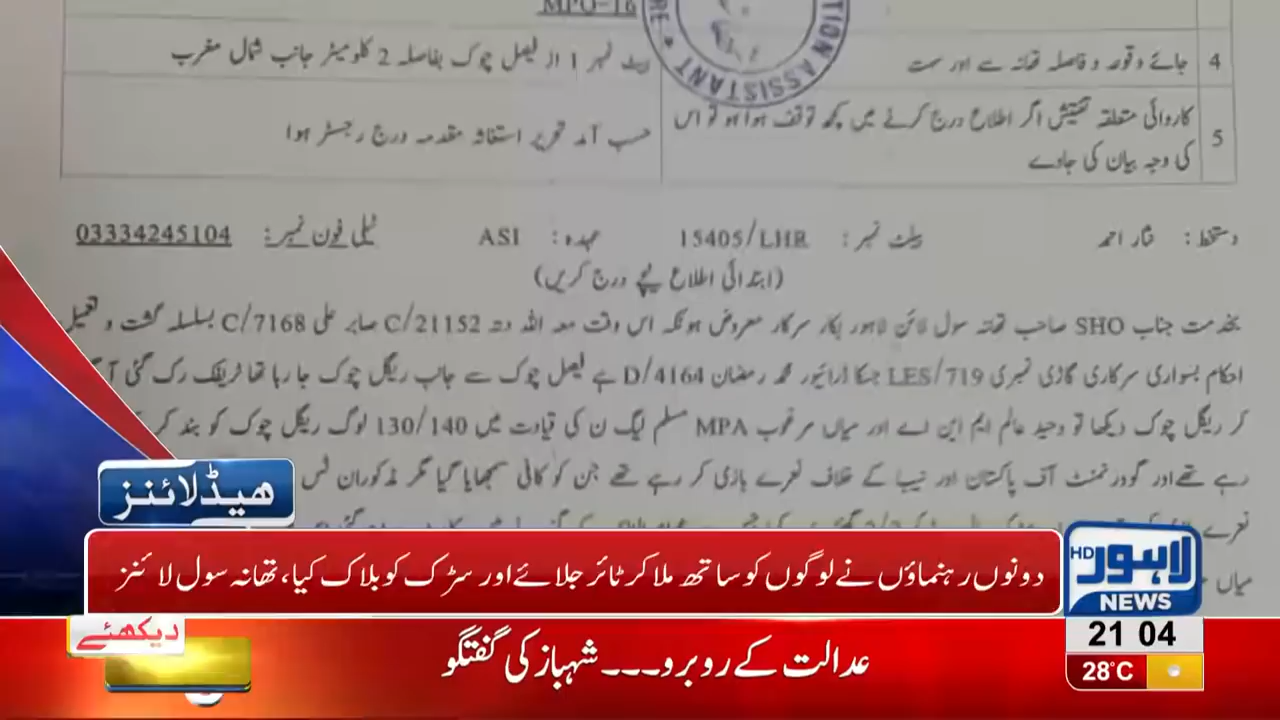 MPO-16
TION ASSISTANT
4 جائے وقوعہ و فاصلہ تھانہ سے اور سمت
بیٹ نمبر 1 از فیصل چوک بفاصلہ 2 کلومیٹر جانب شمال مغرب
5 کاروائی متعلقہ تفتیش اگر اطلاع درج کرنے میں کچھ توقف ہوا ہو تو اس
کی وجہ بیان کی جاوے
حسب آمد تحریر استغاثہ مقدمہ درج رجسٹر ہوا
دستخط: نثار احمد بیلٹ نمبر: 15405/LHR عہدہ: ASI ٹیلی فون نمبر: 03334245104
(ابتدائی اطلاع نیچے درج کریں)
بخدمت جناب SHO صاحب تھانہ سول لائن لاہور بکار سرکار معروض ہوںکہ اس وقت معہ اللہ دتہ 21152/C صابر علی 7168/C بسلسلہ گشت و تعمیل
احکام بسواری سرکاری گاڑی نمبری LES/719 جسکا ڈرائیور محمد رمضان 4164/D ہے فیصل چوک سے جانب ریگل چوک جا رہا تھا ٹریفک رک گئی
کر ریگل چوک دیکھا تو وحید عالم ایم این اے اور میاں مرغوب MPA مسلم لیگ ن کی قیادت میں 130/140 لوگ ریگل چوک کو بند کر
رہے تھے اور گوورنمنٹ آف پاکستان اور نیب کے خلاف نعرے بازی کر رہے تھے جن کو کافی سمجھایا گیا مگر مذکوران
نعرے
میاں
ھیڈلائنز
دونوں رہنماؤں نے لوگوں کو ساتھ ملا کر ٹائر جلائے اور سڑک کو بلاک کیا، تھانہ سول لائنز
لاہور HD
NEWS
21 04
28°C
دیکھئے
عدالت کے روبرو۔۔۔شہباز کی گفتگو